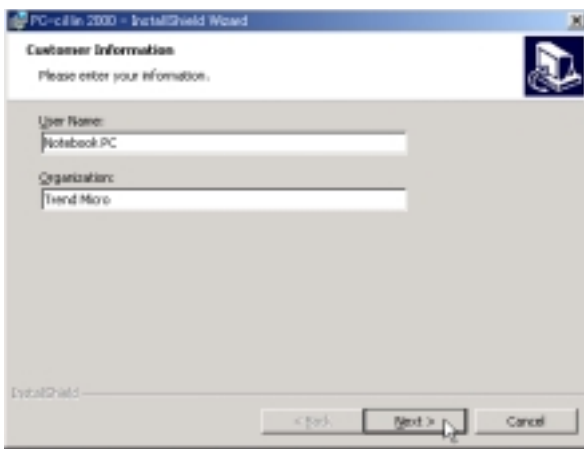 PC-cillin 2000 - InstallShield Wizard
Customer Information
Please enter your information.
User Name:
Notebook PC
Organization:
Trend Micro
InstallShield
< Back
Next >
Cancel